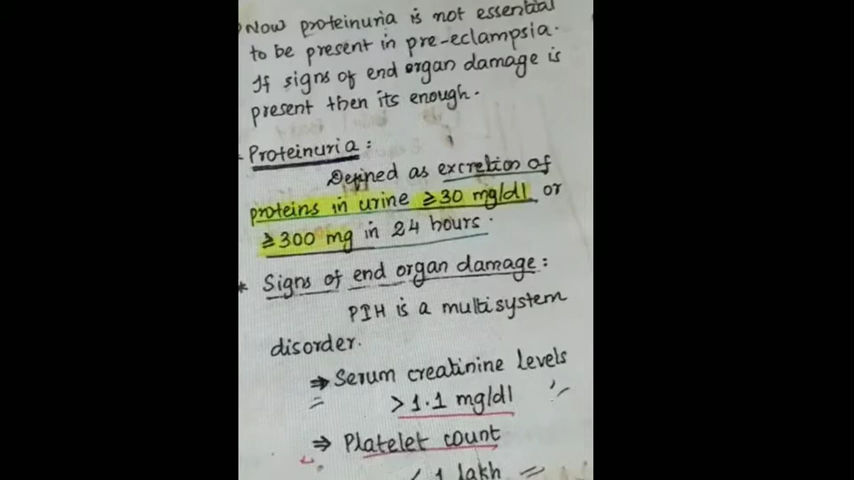 Now proteinuria is not essential
to be present in pre-eclampsia.
If signs of end organ damage is
present then its enough.
- Proteinuria :
Defined as excretion of
proteins in urine ≥30 mg/dl or
≥300 mg in 24 hours.
* Signs of end organ damage :
PIH is a multisystem
disorder.
⇒ Serum creatinine levels
>1.1 mg/dl
⇒ Platelet count
< 1 lakh